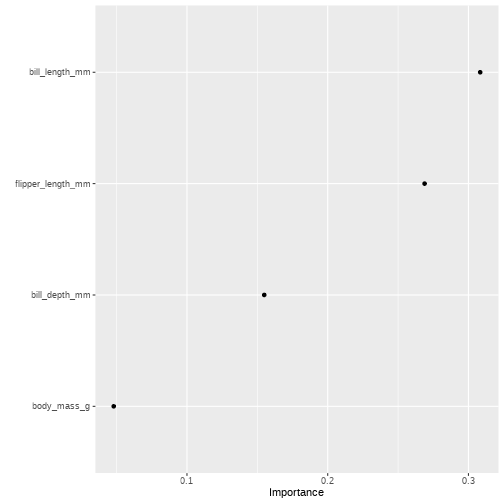 bill_length_mm
flipper_length_mm
bill_depth_mm
body_mass_g
0.1 0.2 0.3
Importance